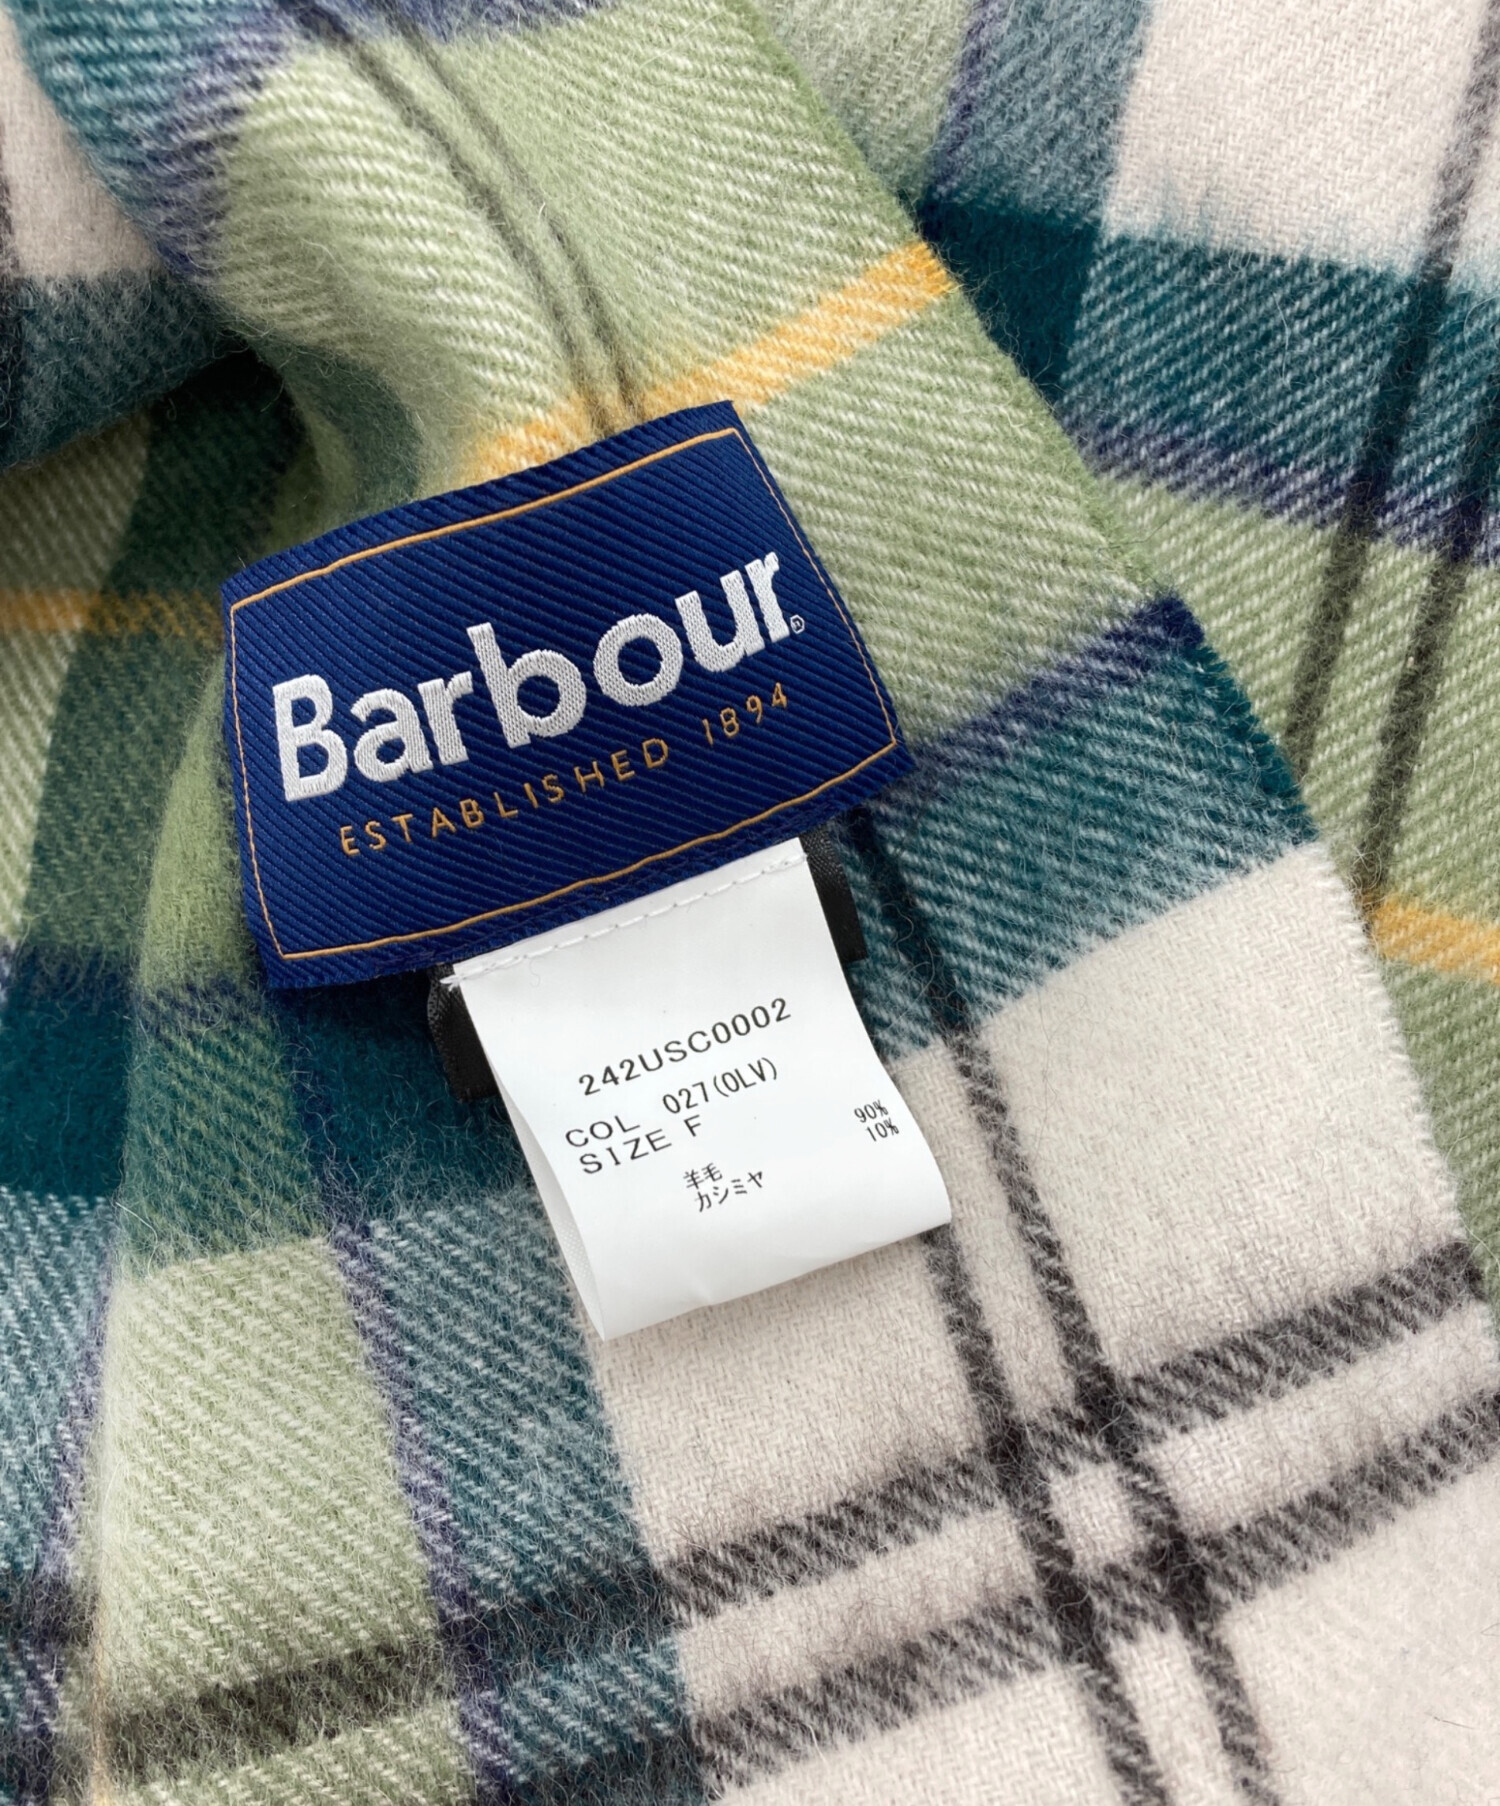 Barbour®
ESTABLISHED 1894
242USC0002
COL 027(OLV)
SIZE F
羊毛 90%
カシミヤ 10%